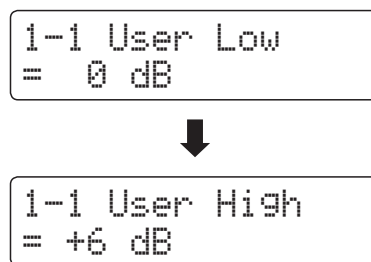 1-1 User Low
=   0 dB
1-1 User High
= +6 dB